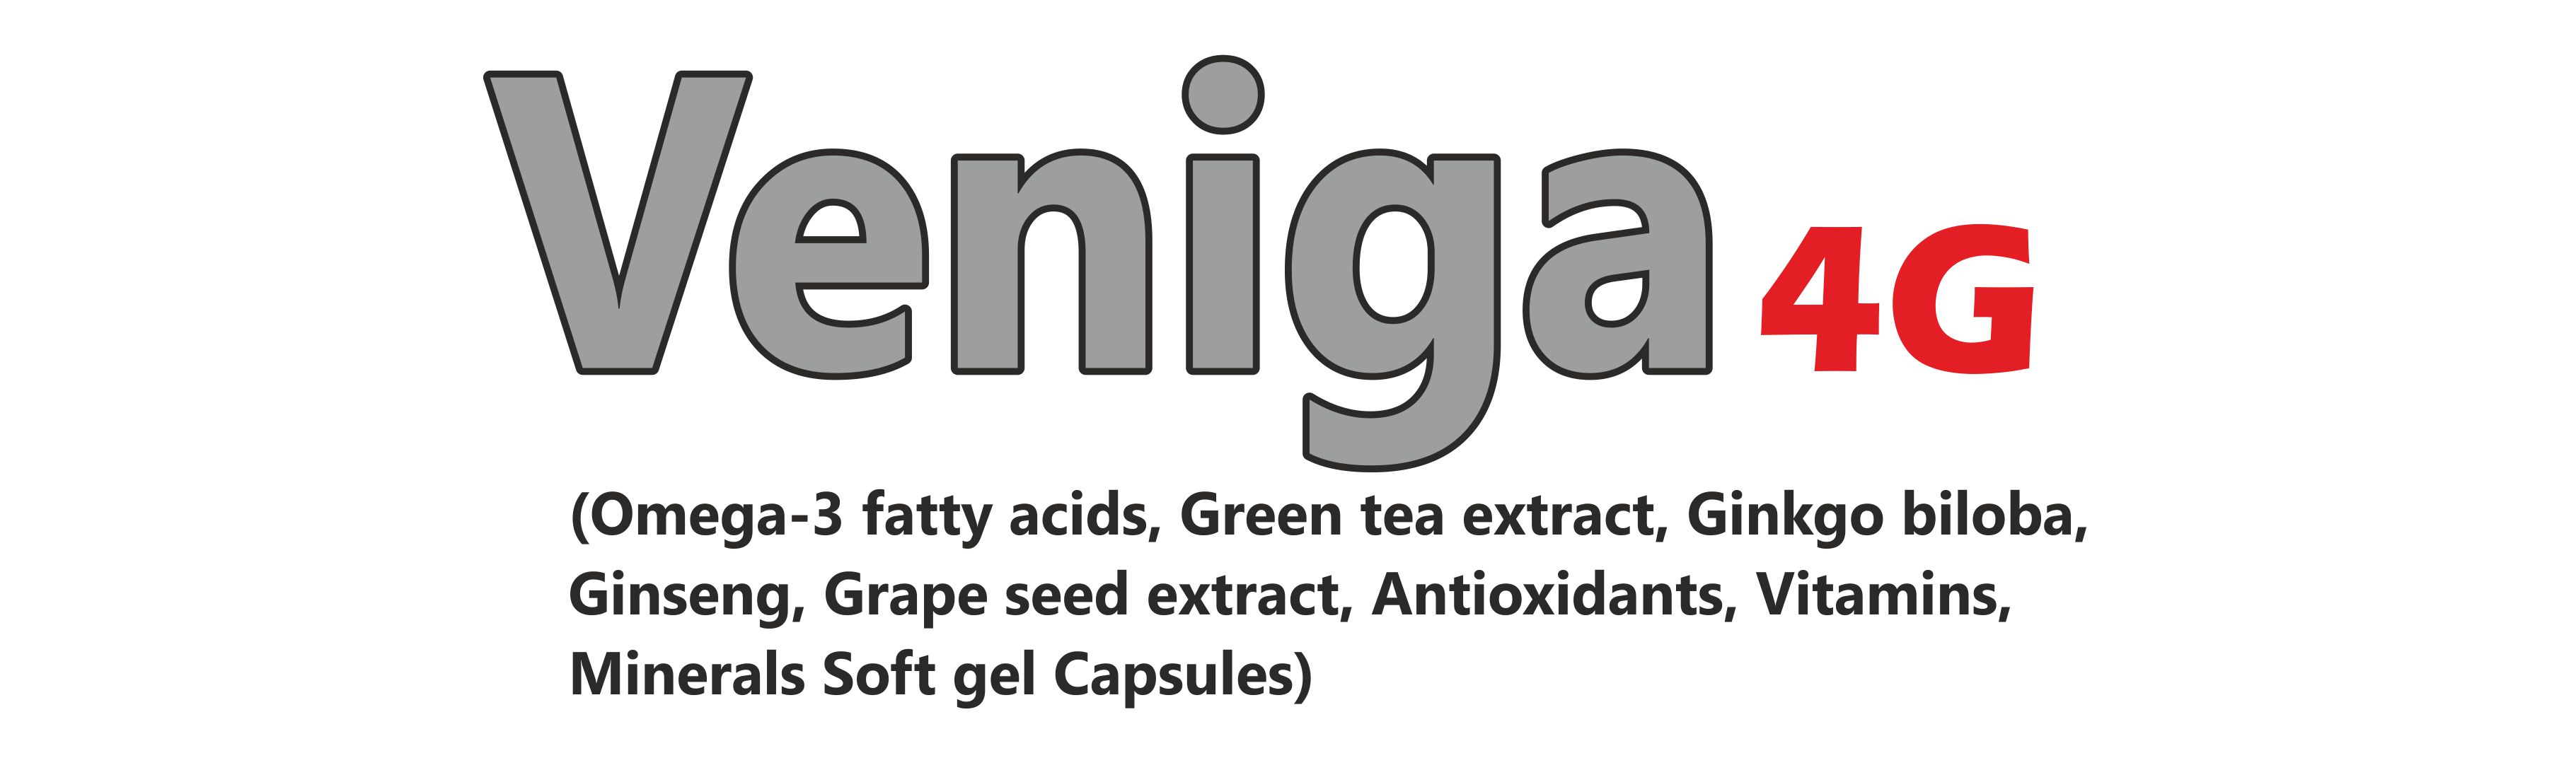 Veniga 4G
(Omega-3 fatty acids, Green tea extract, Ginkgo biloba,
Ginseng, Grape seed extract, Antioxidants, Vitamins,
Minerals Soft gel Capsules)